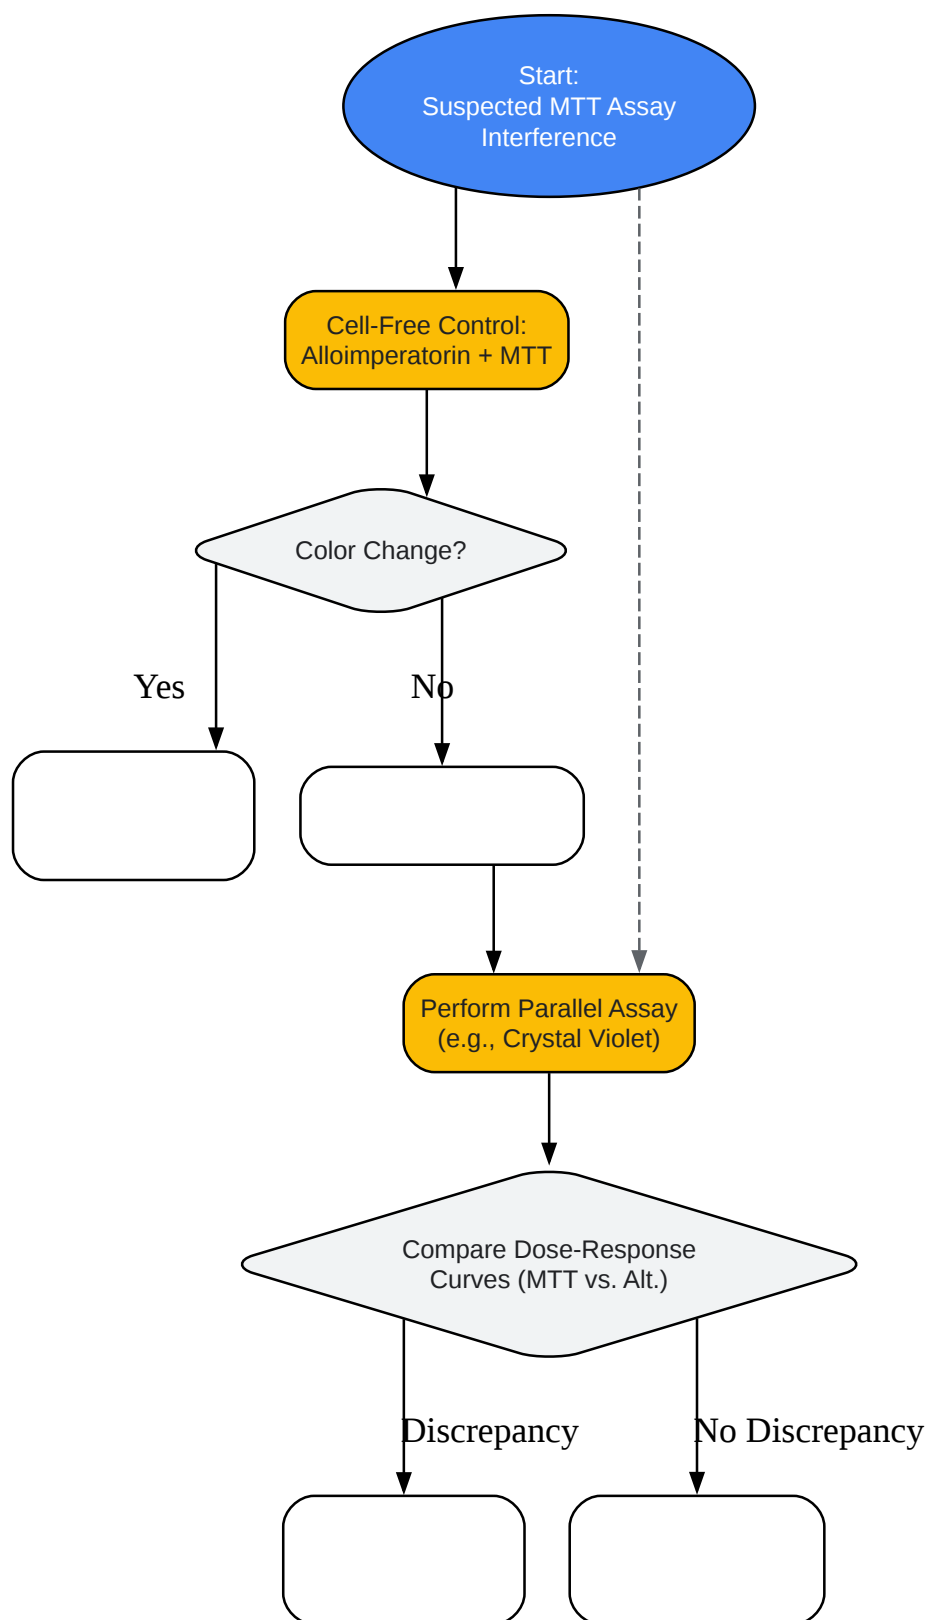 Start:
Suspected MTT Assay
Interference
Cell-Free Control:
Alloimperatorin + MTT
Color Change?
Yes
No
Perform Parallel Assay
(e.g., Crystal Violet)
Compare Dose-Response
Curves (MTT vs. Alt.)
Discrepancy
No Discrepancy